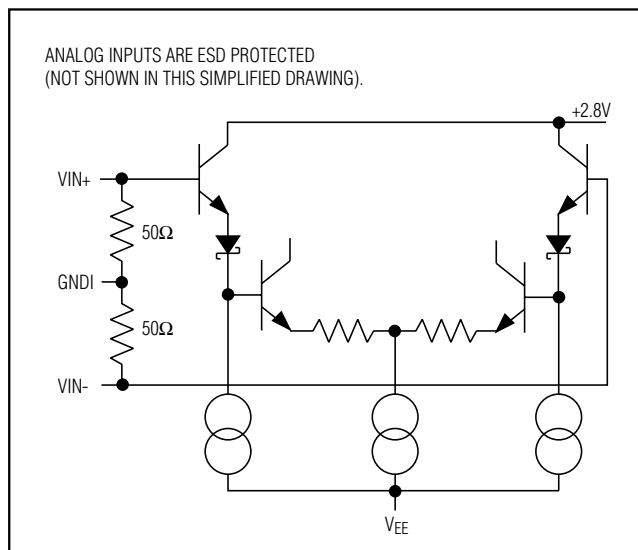 ANALOG INPUTS ARE ESD PROTECTED
(NOT SHOWN IN THIS SIMPLIFIED DRAWING).
+2.8V
VIN+
50Ω
GNDI
50Ω
VIN-
VEE